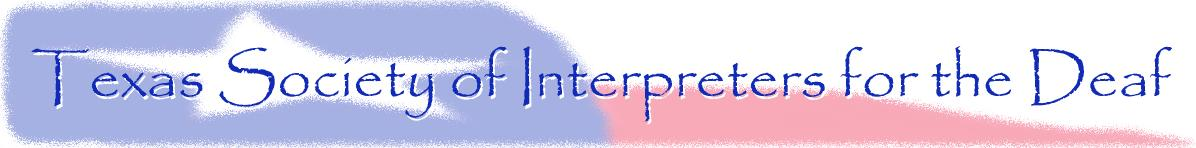 Texas Society of Interpreters for the Deaf